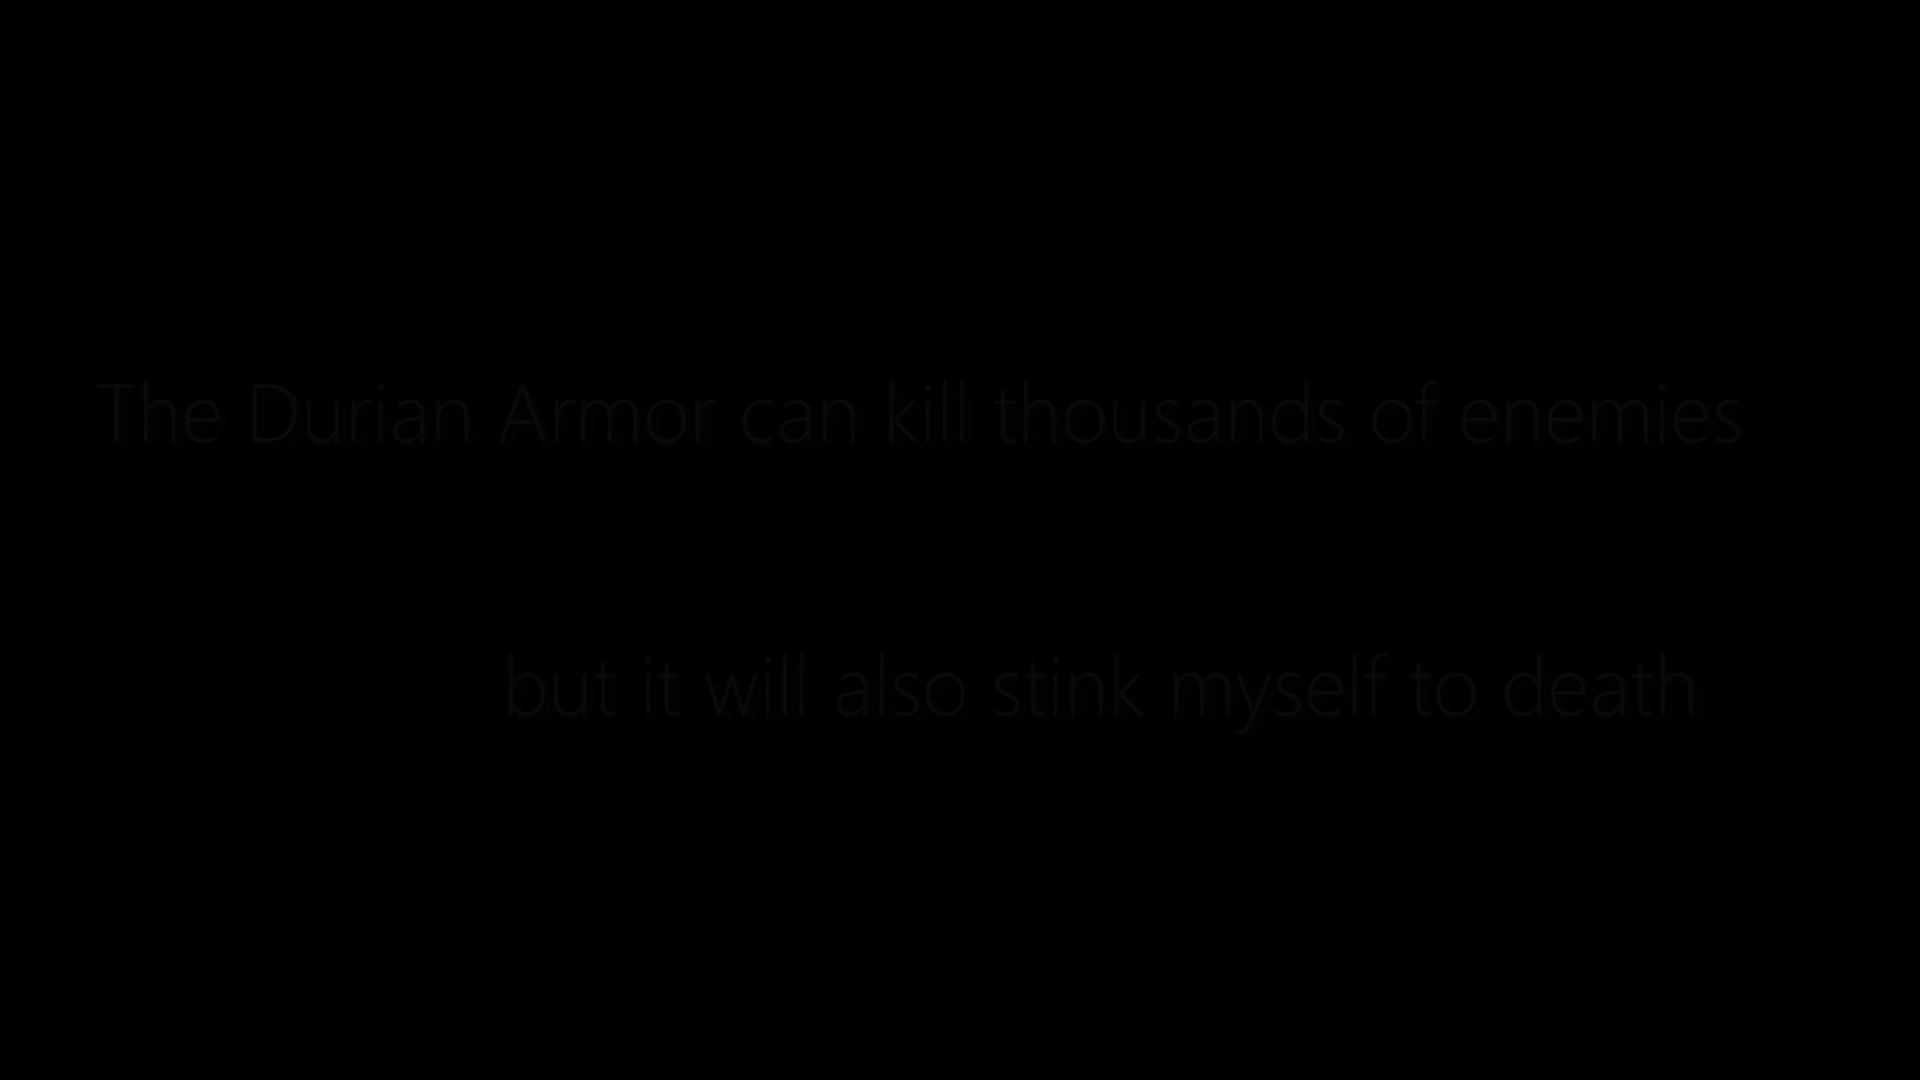 The Durian Armor can kill thousands of enemies
but it will also stink myself to death